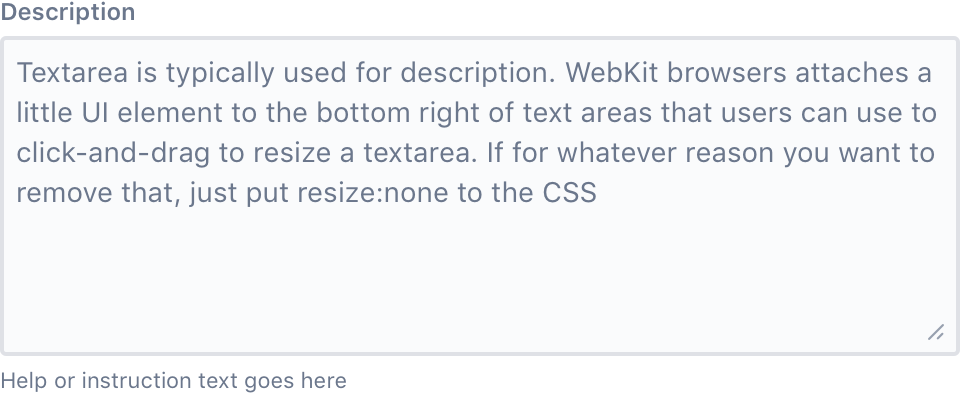 Description
Textarea is typically used for description. WebKit browsers attaches a
little UI element to the bottom right of text areas that users can use to
click-and-drag to resize a textarea. If for whatever reason you want to
remove that, just put resize:none to the CSS
Help or instruction text goes here